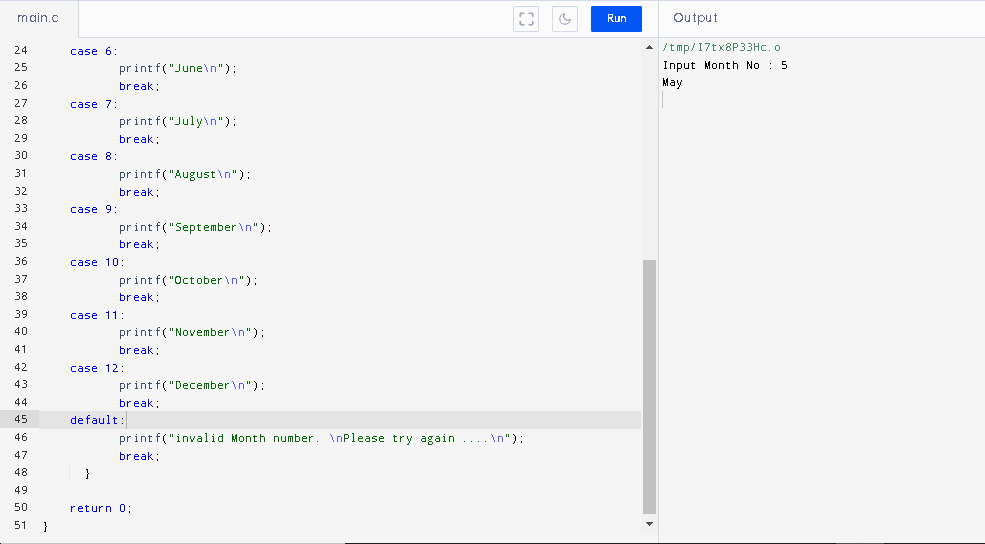 main.c
Run
Output
24 case 6:
25 printf("June\n");
26 break;
27 case 7:
28 printf("July\n");
29 break;
30 case 8:
31 printf("August\n");
32 break;
33 case 9:
34 printf("September\n");
35 break;
36 case 10:
37 printf("October\n");
38 break;
39 case 11:
40 printf("November\n");
41 break;
42 case 12:
43 printf("December\n");
44 break;
45 default:
46 printf("invalid Month number. \nPlease try again ....\n");
47 break;
48 }
49
50 return 0;
51 }
/tmp/I7tx8P33Hc.o
Input Month No : 5
May